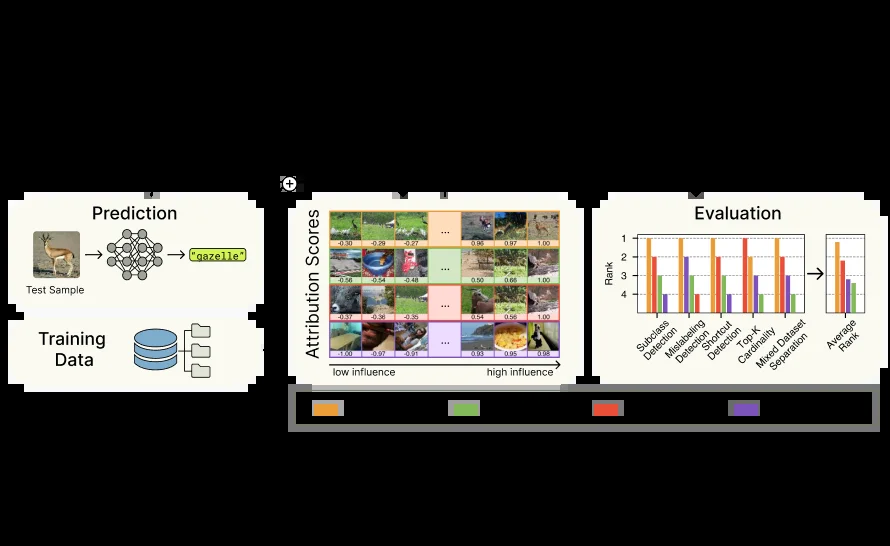 Prediction
"gazelle"
Test Sample
Training
Data
Attribution Scores
...
-0.30 -0.29 -0.27 0.96 0.97 1.00
...
-0.56 -0.54 -0.48 0.50 0.66 1.00
...
-0.37 -0.36 -0.35 0.54 0.56 1.00
...
-1.00 -0.97 -0.91 0.93 0.95 0.98
low influence high influence
Evaluation
Rank
1
2
3
4
Subclass
Detection
Mislabeling
Detection
Shortcut
Detection
Top-K
Cardinality
Mixed Dataset
Separation
Average
Rank